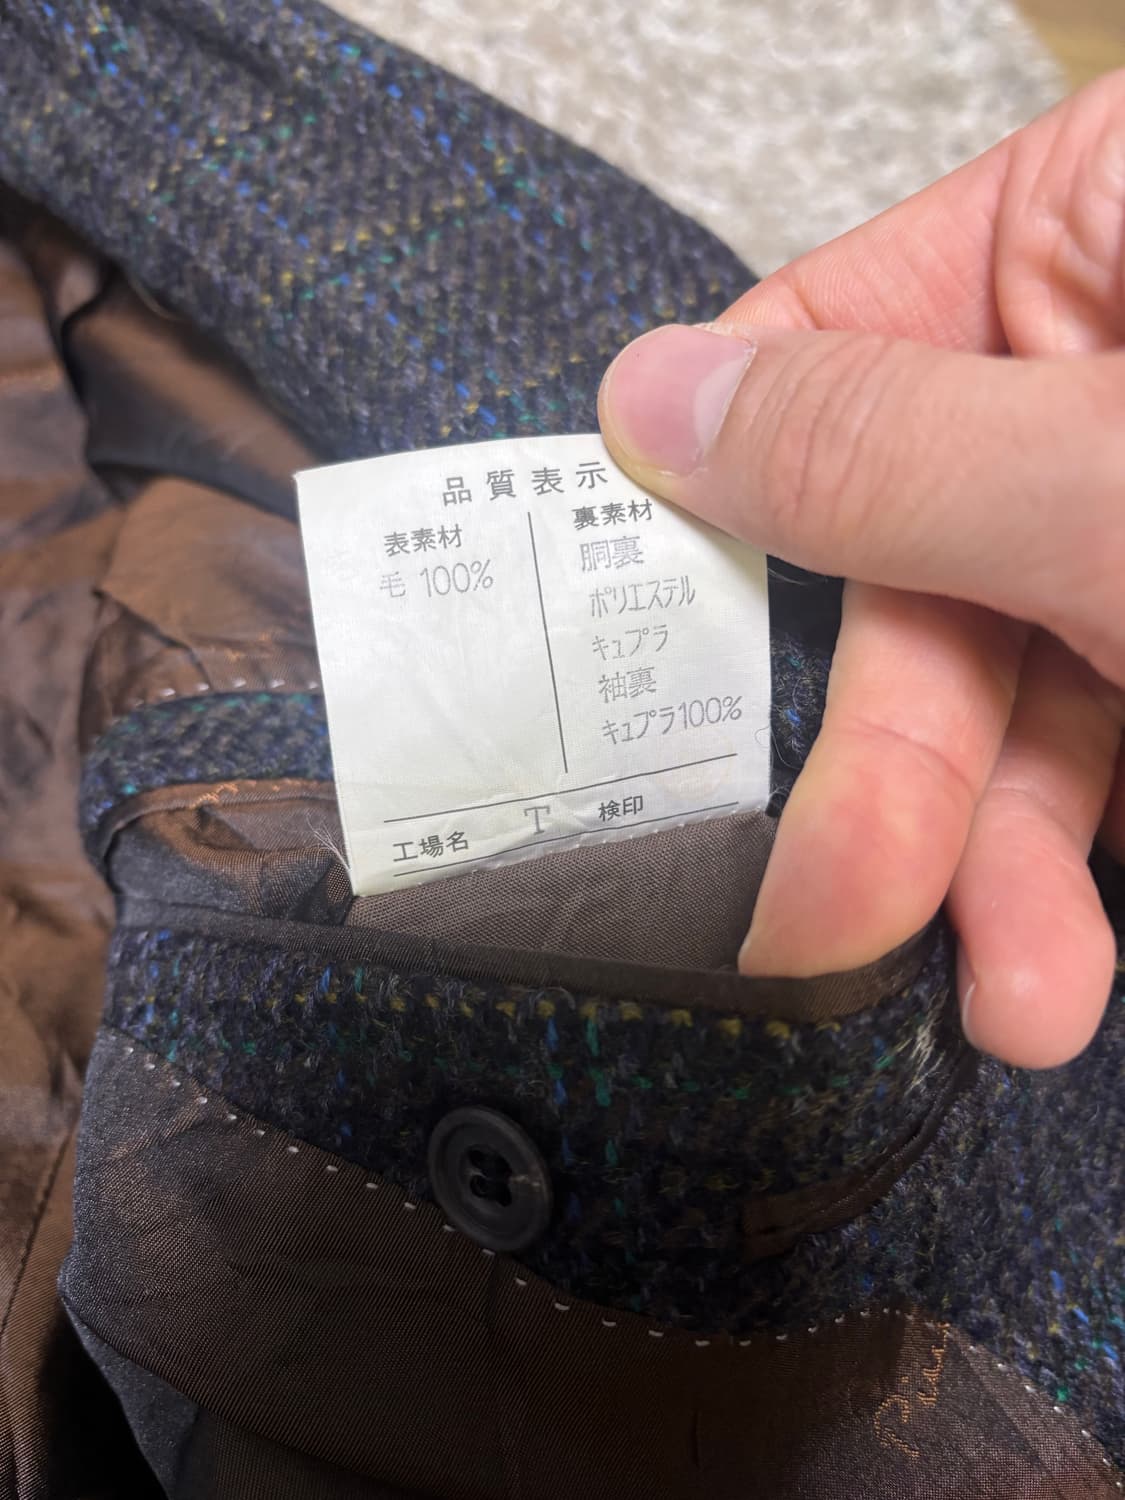 品質表示
表素材
毛 100%
裏素材
胴裏
ポリエステル
キュプラ
袖裏
キュプラ100%
工場名 T 検印